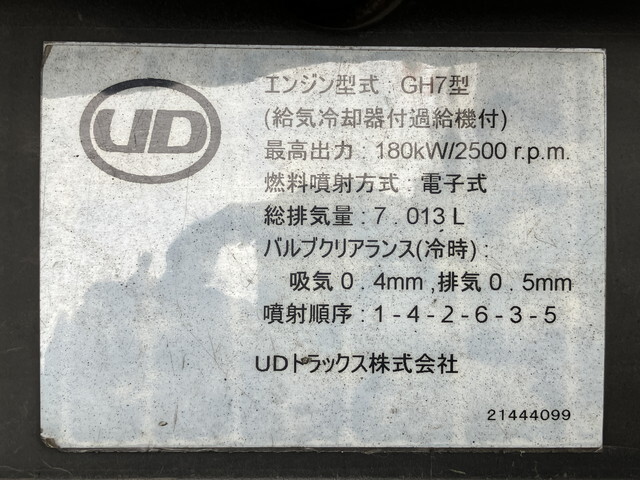 UD
エンジン型式 : GH7型
(給気冷却器付過給機付)
最高出力 : 180kW/2500 r.p.m.
燃料噴射方式 : 電子式
総排気量 : 7 . 013 L
バルブクリアランス(冷時) :
吸気 0 . 4mm , 排気 0 . 5mm
噴射順序 : 1 - 4 - 2 - 6 - 3 - 5
UDトラックス株式会社
21444099